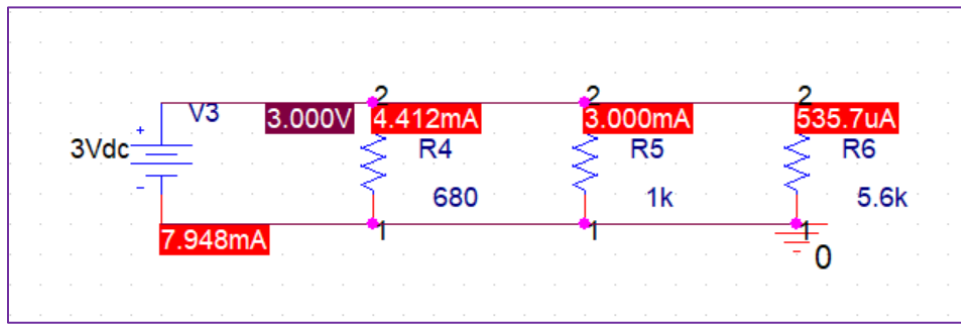 2 2 2
V3 3.000V 4.412mA 3.000mA 535.7uA
+
3Vdc R4 R5 R6
-
680 1k 5.6k
7.948mA 1 1 1
0